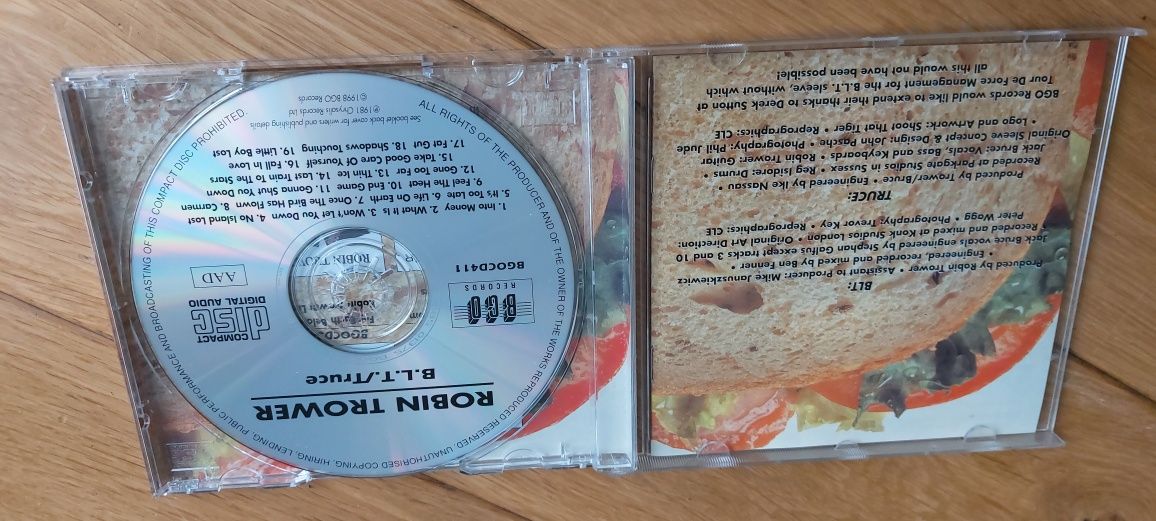 ROBIN TROWER
B.L.T./Truce
BGO
RECORDS
BGOCD411
COMPACT
disc
DIGITAL AUDIO
AAD
1. Into Money 2. What It Is 3. I Won't Let You Down 4. No Island Lost
5. It's Too Late 6. Life On Earth 7. Once The Bird Has Flown 8. Carmen
9. Feel The Heat 10. End Game 11. Gonna Shut You Down
12. Gone Too Far 13. Thin Ice 14. Last Train To The Stars
15. Take Good Care Of Yourself 16. Fall In Love
17. Fat Gut 18. Shadows Touching 19. Little Boy Lost
See booklet back cover for writers and publishing details
℗ 1981 Chrysalis Records Ltd
© 1998 BGO Records
ALL RIGHTS OF THE PRODUCER AND OF THE OWNER OF THE WORKS REPRODUCED RESERVED. UNAUTHORISED COPYING, HIRING, LENDING, PUBLIC PERFORMANCE AND BROADCASTING OF THIS COMPACT DISC PROHIBITED.
BLT:
Produced by Robin Trower • Assistant to Producer: Mike Januszkiewicz
• Engineered, recorded and mixed by Ben Fenner •
Jack Bruce vocals engineered by Stephan Galfas except tracks 3 and 10
• Recorded and mixed at Konk Studios London • Original Art Direction:
Peter Wagg • Photography: Trevor Key • Reprographics: CLE
TRUCE:
Produced by Trower/Bruce • Engineered by Ike Nassau
Recorded at Parkgate Studios in Sussex • Reg Isidore: Drums •
Jack Bruce: Vocals, Bass and Keyboards • Robin Trower: Guitar
Original Sleeve Concept & Design: John Pasche • Photography: Phil Jude
• Logo and Artwork: Shoot That Tiger • Reprographics: CLE
BGO Records would like to extend their thanks to Derek Sutton at
Tour De Force Management for the B.L.T. sleeve, without which
all this would not have been possible!